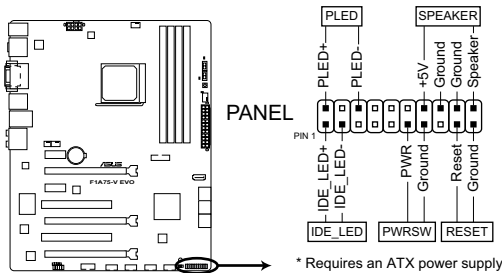 PLED
SPEAKER
PLED+
PLED-
+5V
Ground
Ground
Speaker
PANEL
PIN 1
IDE_LED+
IDE_LED-
PWR
Ground
Reset
Ground
IDE_LED
PWRSW
RESET
* Requires an ATX power supply
ASUS
F1A75-V EVO